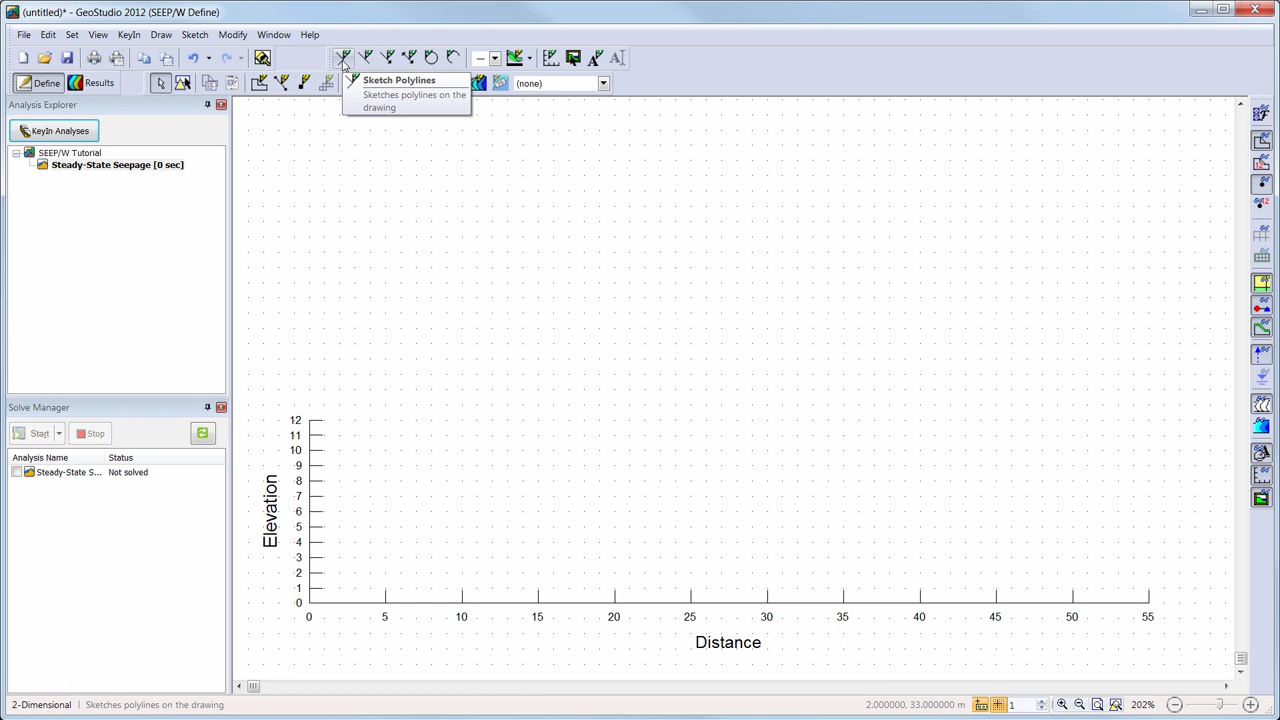 (untitled)* - GeoStudio 2012 (SEEP/W Define)
File Edit Set View KeyIn Draw Sketch Modify Window Help
Define Results (none)
Sketch Polylines
Sketches polylines on the
drawing
Analysis Explorer
KeyIn Analyses
SEEP/W Tutorial
Steady-State Seepage [0 sec]
Solve Manager
Start Stop
Analysis Name Status
Steady-State S... Not solved
12
11
10
9
8
7
6
5
4
3
2
1
0
Elevation
0 5 10 15 20 25 30 35 40 45 50 55
Distance
2-Dimensional Sketches polylines on the drawing 2.000000, 33.000000 m 1 202%